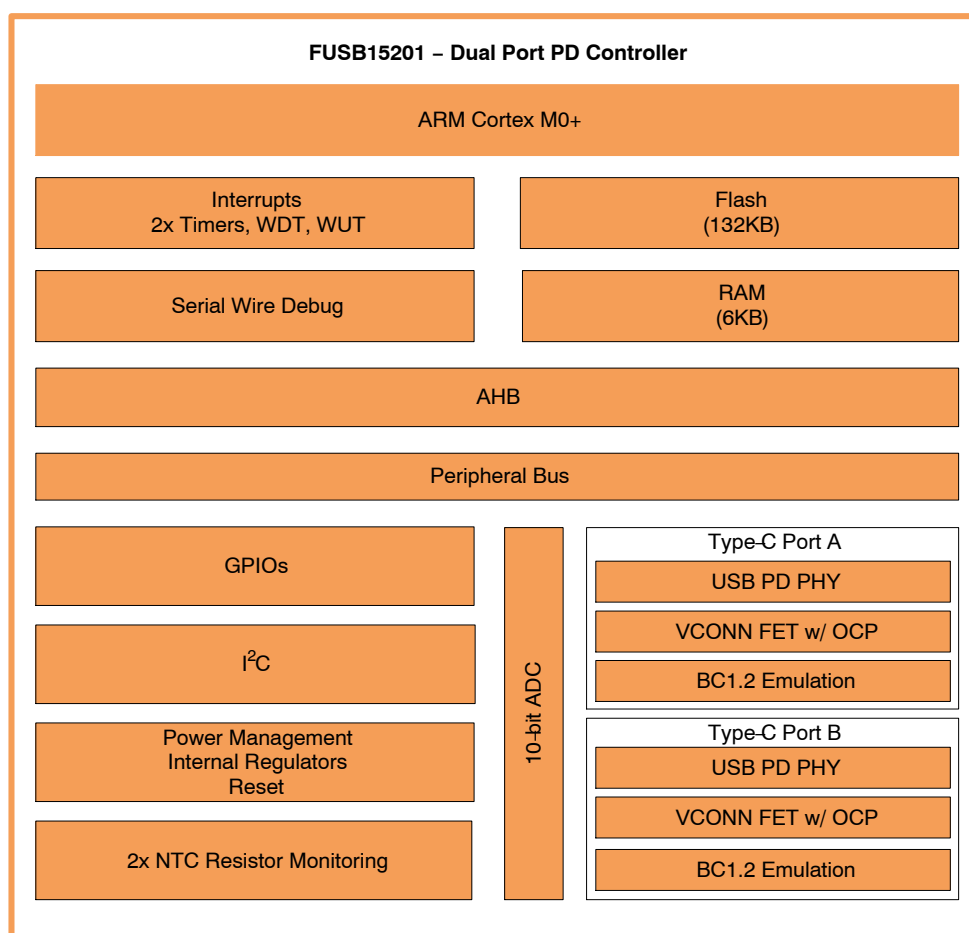 FUSB15201 – Dual Port PD Controller
ARM Cortex M0+
Interrupts
2x Timers, WDT, WUT
Flash
(132KB)
Serial Wire Debug
RAM
(6KB)
AHB
Peripheral Bus
GPIOs
I²C
Power Management
Internal Regulators
Reset
2x NTC Resistor Monitoring
10-bit ADC
Type-C Port A
USB PD PHY
VCONN FET w/ OCP
BC1.2 Emulation
Type-C Port B
USB PD PHY
VCONN FET w/ OCP
BC1.2 Emulation